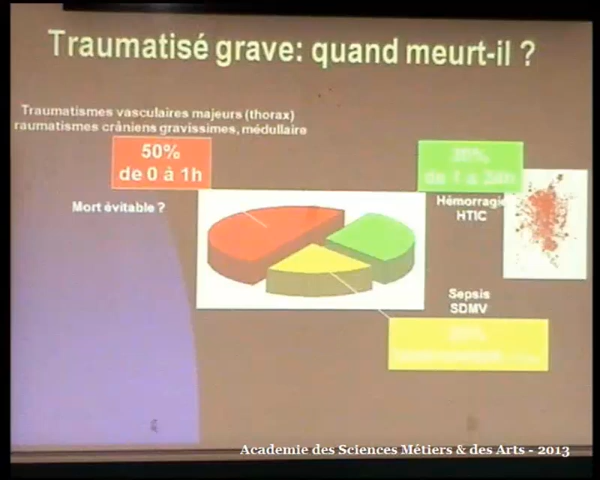 Traumatisé grave: quand meurt-il ?
Traumatismes vasculaires majeurs (thorax)
raumatismes crâniens gravissimes, médullaire
50%
de 0 à 1h
Mort évitable ?
Hémorragie
HTIC
Sepsis
SDMV
Academie des Sciences Métiers & des Arts - 2013